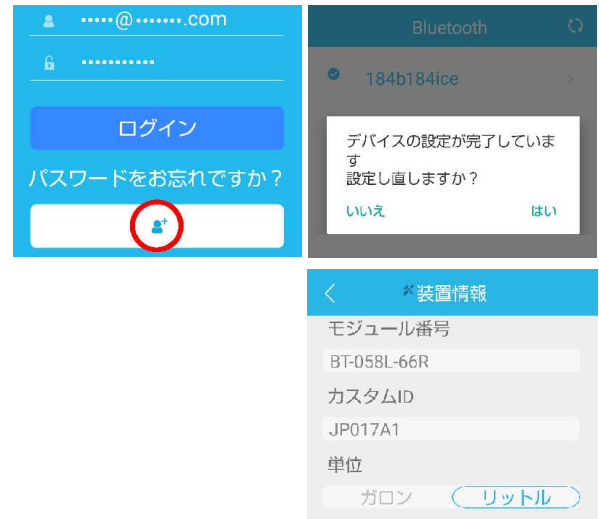 •••••@•••••••.com
•••••••••••
ログイン
パスワードをお忘れですか？
Bluetooth
184b184ice
デバイスの設定が完了していま
す
設定し直しますか？
いいえ
はい
装置情報
モジュール番号
BT-058L-66R
カスタムID
JP017A1
単位
ガロン
リットル